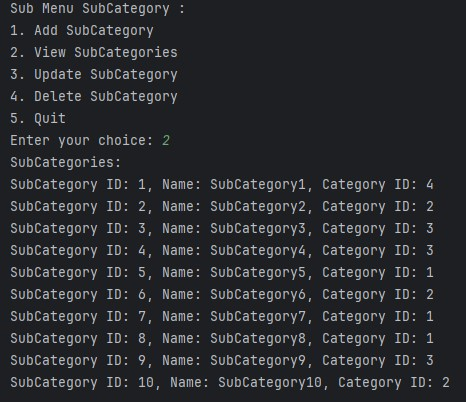 Sub Menu SubCategory :
1. Add SubCategory
2. View SubCategories
3. Update SubCategory
4. Delete SubCategory
5. Quit
Enter your choice: 2
SubCategories:
SubCategory ID: 1, Name: SubCategory1, Category ID: 4
SubCategory ID: 2, Name: SubCategory2, Category ID: 2
SubCategory ID: 3, Name: SubCategory3, Category ID: 3
SubCategory ID: 4, Name: SubCategory4, Category ID: 3
SubCategory ID: 5, Name: SubCategory5, Category ID: 1
SubCategory ID: 6, Name: SubCategory6, Category ID: 2
SubCategory ID: 7, Name: SubCategory7, Category ID: 1
SubCategory ID: 8, Name: SubCategory8, Category ID: 1
SubCategory ID: 9, Name: SubCategory9, Category ID: 3
SubCategory ID: 10, Name: SubCategory10, Category ID: 2